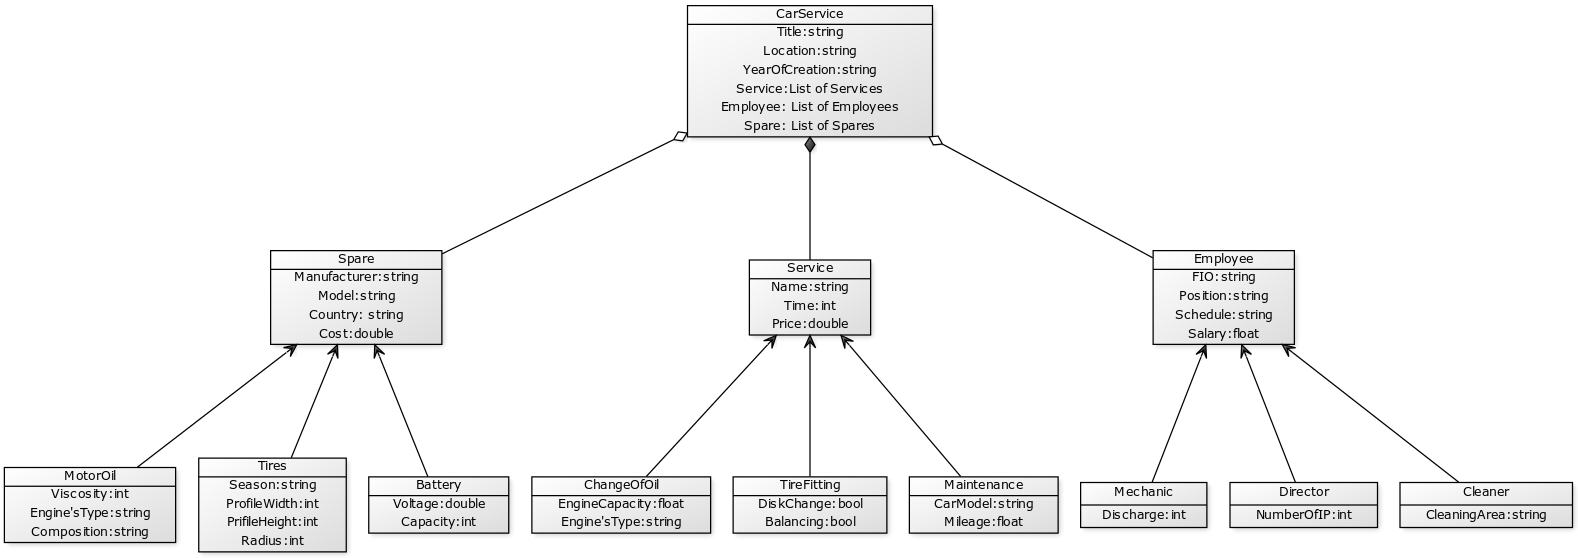 CarService
Title:string
Location:string
YearOfCreation:string
Service:List of Services
Employee: List of Employees
Spare: List of Spares
Spare
Manufacturer:string
Model:string
Country: string
Cost:double
Service
Name:string
Time:int
Price:double
Employee
FIO:string
Position:string
Schedule:string
Salary:float
MotorOil
Viscosity:int
Engine'sType:string
Composition:string
Tires
Season:string
ProfileWidth:int
PrifileHeight:int
Radius:int
Battery
Voltage:double
Capacity:int
ChangeOfOil
EngineCapacity:float
Engine'sType:string
TireFitting
DiskChange:bool
Balancing:bool
Maintenance
CarModel:string
Mileage:float
Mechanic
Discharge:int
Director
NumberOfIP:int
Cleaner
CleaningArea:string